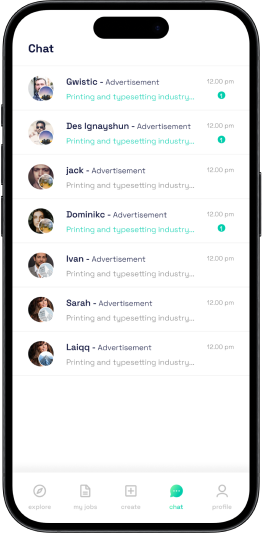 Chat
Gwistic - Advertisement 12.00 pm
Printing and typesetting industry... 1
Des Ignayshun - Advertisement 12.00 pm
Printing and typesetting industry... 1
jack - Advertisement 12.00 pm
Printing and typesetting industry...
Dominikc - Advertisement 12.00 pm
Printing and typesetting industry... 1
Ivan - Advertisement 12.00 pm
Printing and typesetting industry...
Sarah - Advertisement 12.00 pm
Printing and typesetting industry...
Laiqq - Advertisement 12.00 pm
Printing and typesetting industry...
explore my jobs create chat profile